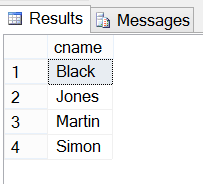 Results Messages
cname
1 Black
2 Jones
3 Martin
4 Simon